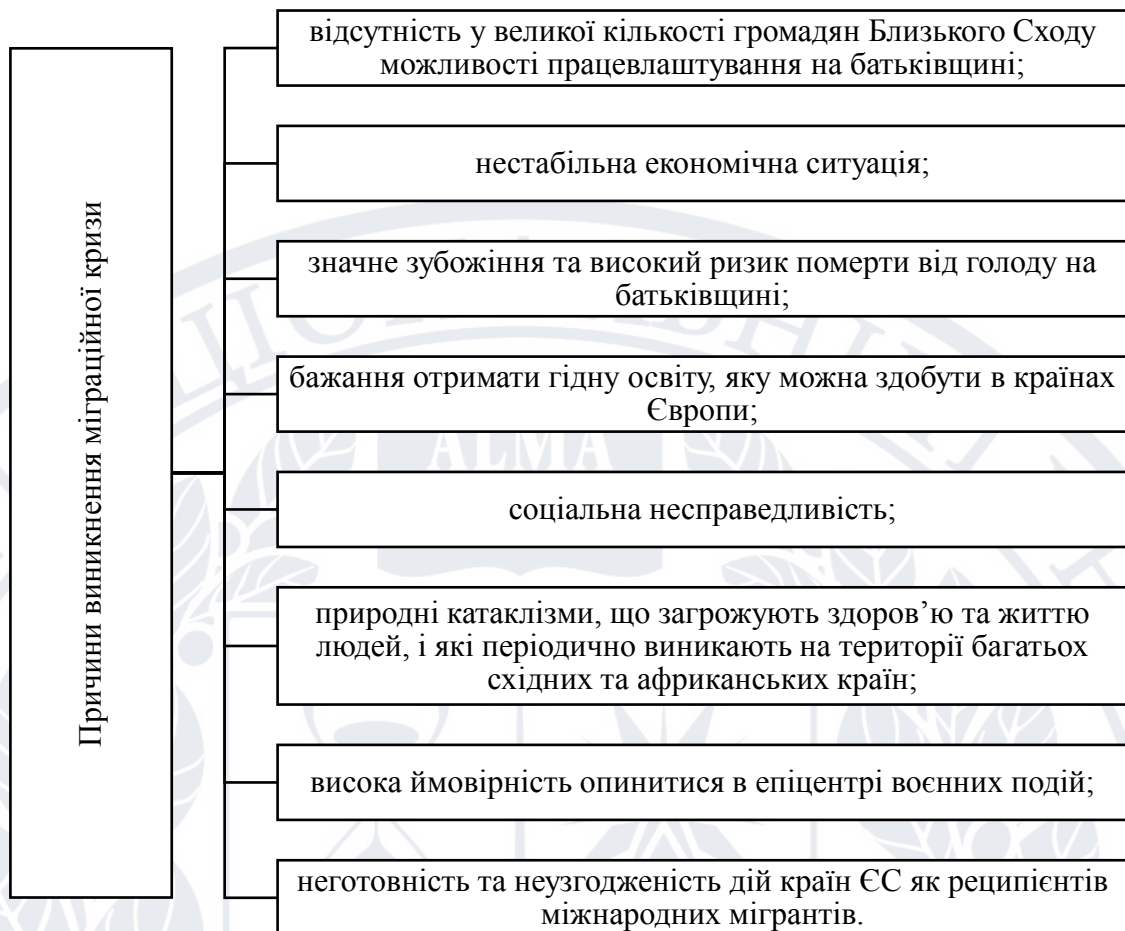 Причини виникнення міграційної кризи
відсутність у великої кількості громадян Близького Сходу
можливості працевлаштування на батьківщині;
нестабільна економічна ситуація;
значне зубожіння та високий ризик померти від голоду на
батьківщині;
бажання отримати гідну освіту, яку можна здобути в країнах
Європи;
ALMA
соціальна несправедливість;
природні катаклізми, що загрожують здоров’ю та життю
людей, і які періодично виникають на території багатьох
східних та африканських країн;
висока ймовірність опинитися в епіцентрі воєнних подій;
неготовність та неузгодженість дій країн ЄС як реципієнтів
міжнародних мігрантів.